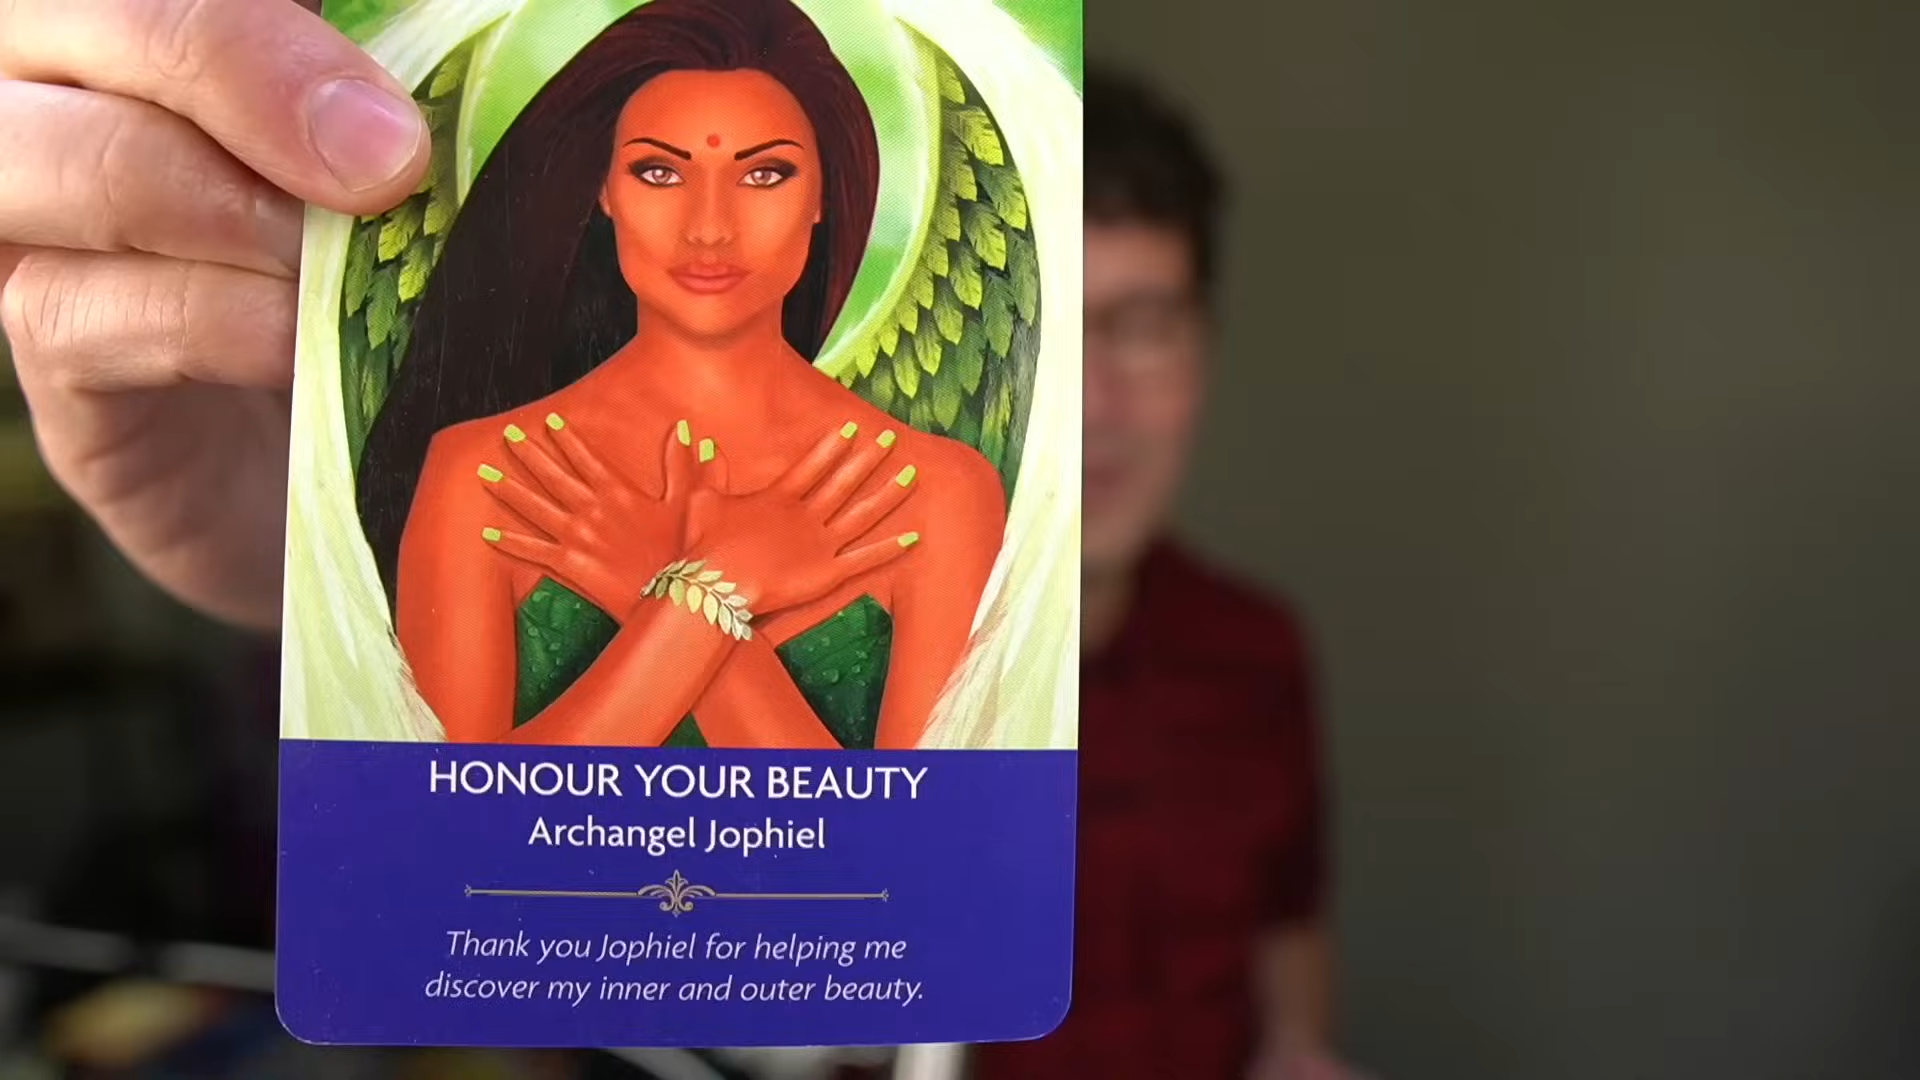 HONOUR YOUR BEAUTY
Archangel Jophiel
Thank you Jophiel for helping me
discover my inner and outer beauty.